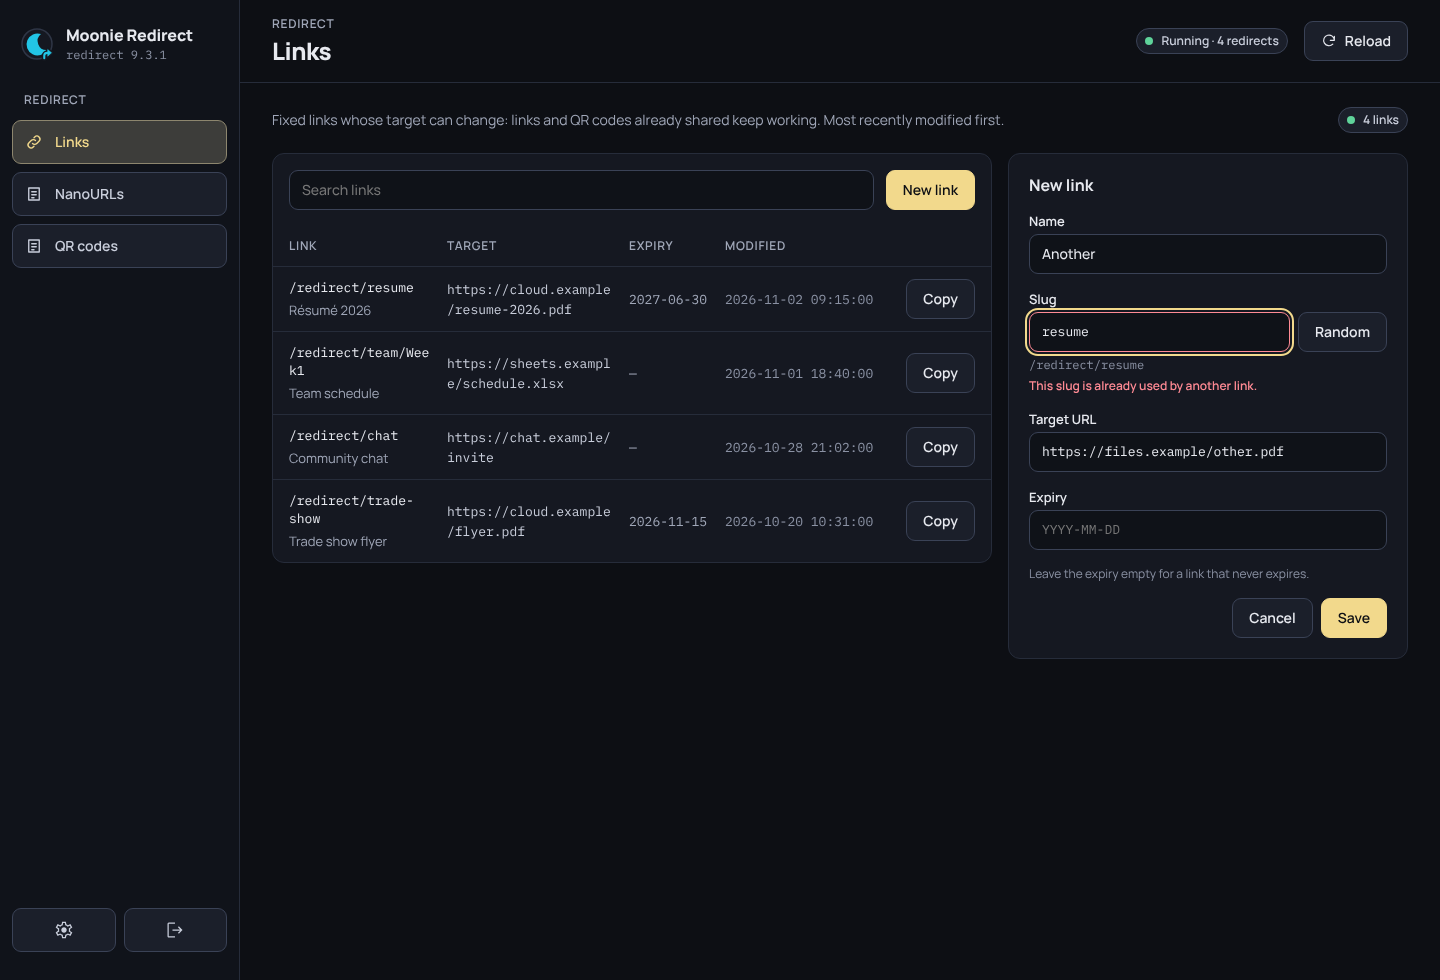 Moonie Redirect
redirect 9.3.1
REDIRECT
Links
NanoURLs
QR codes
REDIRECT
Links
Running · 4 redirects
Reload
Fixed links whose target can change: links and QR codes already shared keep working. Most recently modified first.
4 links
Search links
New link
LINK TARGET EXPIRY MODIFIED
/redirect/resume
Résumé 2026
https://cloud.example
/resume-2026.pdf
2027-06-30
2026-11-02 09:15:00
Copy
/redirect/team/Wee
k1
Team schedule
https://sheets.exampl
e/schedule.xlsx
—
2026-11-01 18:40:00
Copy
/redirect/chat
Community chat
https://chat.example/
invite
—
2026-10-28 21:02:00
Copy
/redirect/trade-
show
Trade show flyer
https://cloud.example
/flyer.pdf
2026-11-15
2026-10-20 10:31:00
Copy
New link
Name
Another
Slug
resume
Random
/redirect/resume
This slug is already used by another link.
Target URL
https://files.example/other.pdf
Expiry
YYYY-MM-DD
Leave the expiry empty for a link that never expires.
Cancel
Save